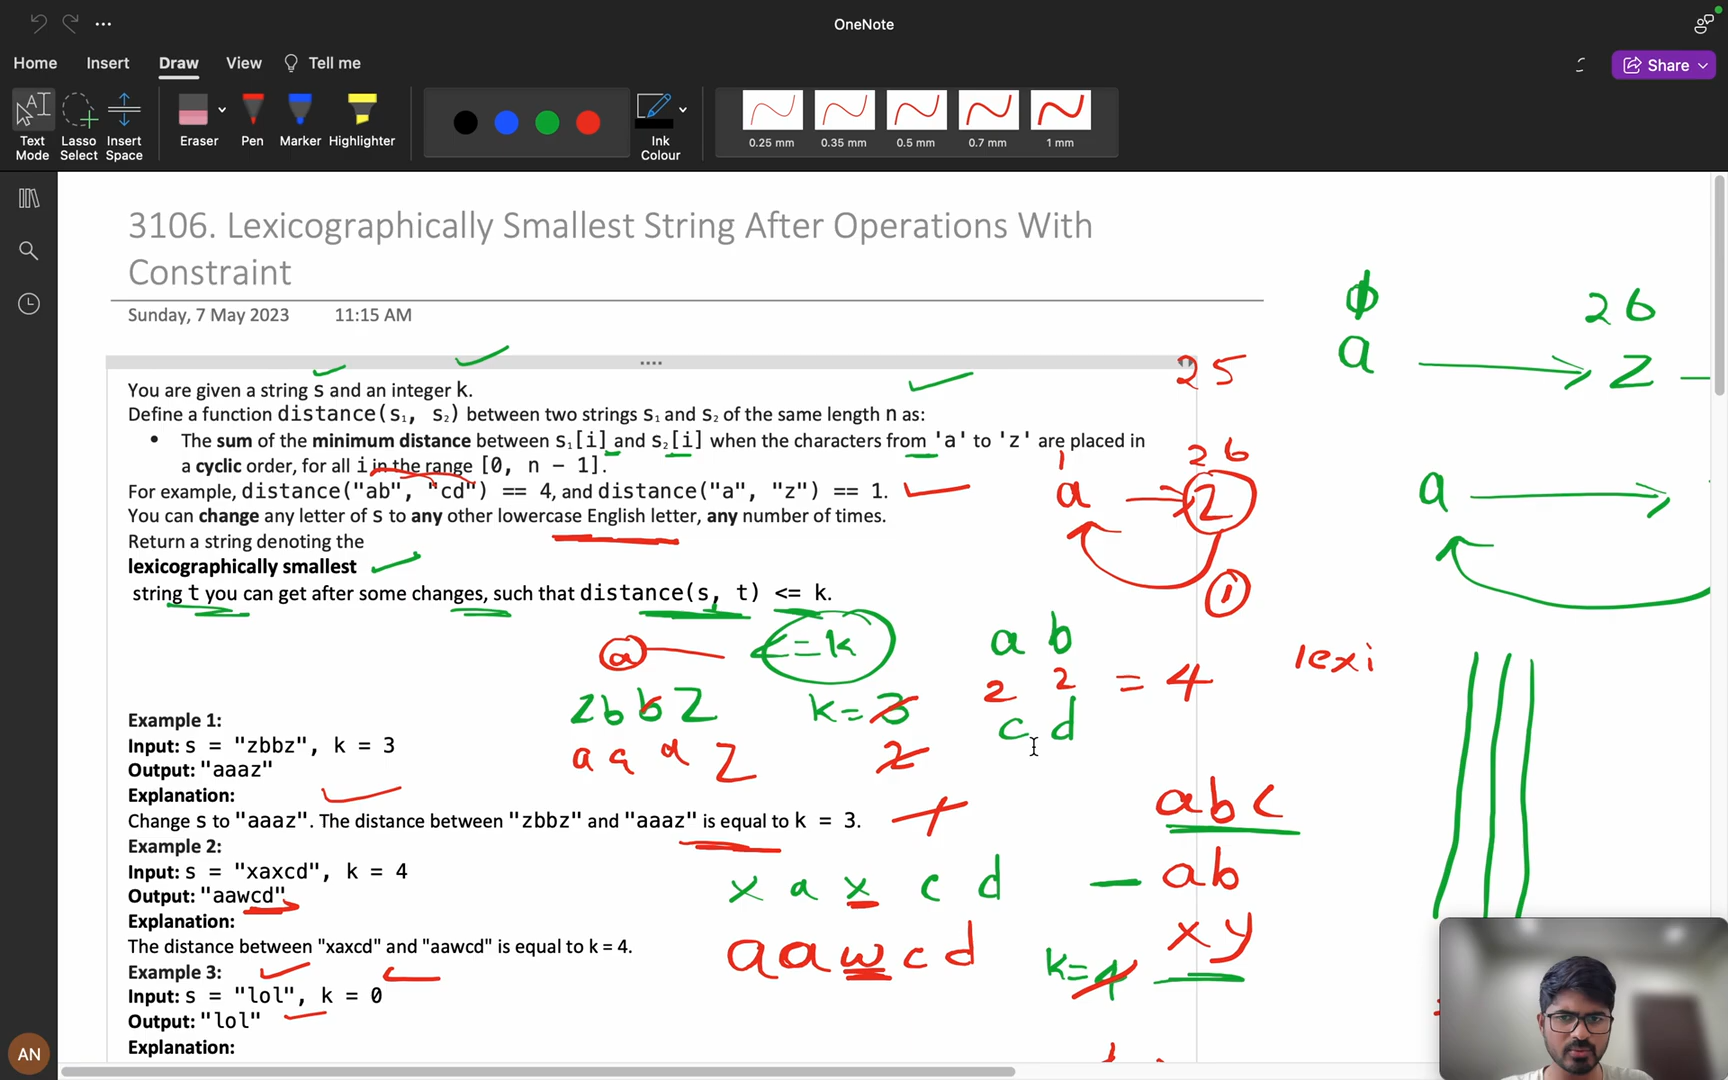 OneNote
Home Insert Draw View Tell me
Share
Text Mode
Lasso Select
Insert Space
Eraser
Pen
Marker
Highlighter
Ink Colour
0.25 mm
0.35 mm
0.5 mm
0.7 mm
1 mm
3106. Lexicographically Smallest String After Operations With
Constraint
Sunday, 7 May 2023 11:15 AM
You are given a string s and an integer k.
Define a function distance(s₁, s₂) between two strings s₁ and s₂ of the same length n as:
• The sum of the minimum distance between s₁[i] and s₂[i] when the characters from 'a' to 'z' are placed in
a cyclic order, for all i in the range [0, n − 1].
For example, distance("ab", "cd") == 4, and distance("a", "z") == 1.
You can change any letter of s to any other lowercase English letter, any number of times.
Return a string denoting the
lexicographically smallest
string t you can get after some changes, such that distance(s, t) <= k.
Example 1:
Input: s = "zbbz", k = 3
Output: "aaaz"
Explanation:
Change s to "aaaz". The distance between "zbbz" and "aaaz" is equal to k = 3.
Example 2:
Input: s = "xaxcd", k = 4
Output: "aawcd"
Explanation:
The distance between "xaxcd" and "aawcd" is equal to k = 4.
Example 3:
Input: s = "lol", k = 0
Output: "lol"
Explanation:
25
26
a z
1 26
a z
1
a
a
<=k
zbbz k=3
aaaz 2
ab
2 2 = 4
cd
lexi
abc
ab
xy
xaxcd
aawcd
k=4
AN